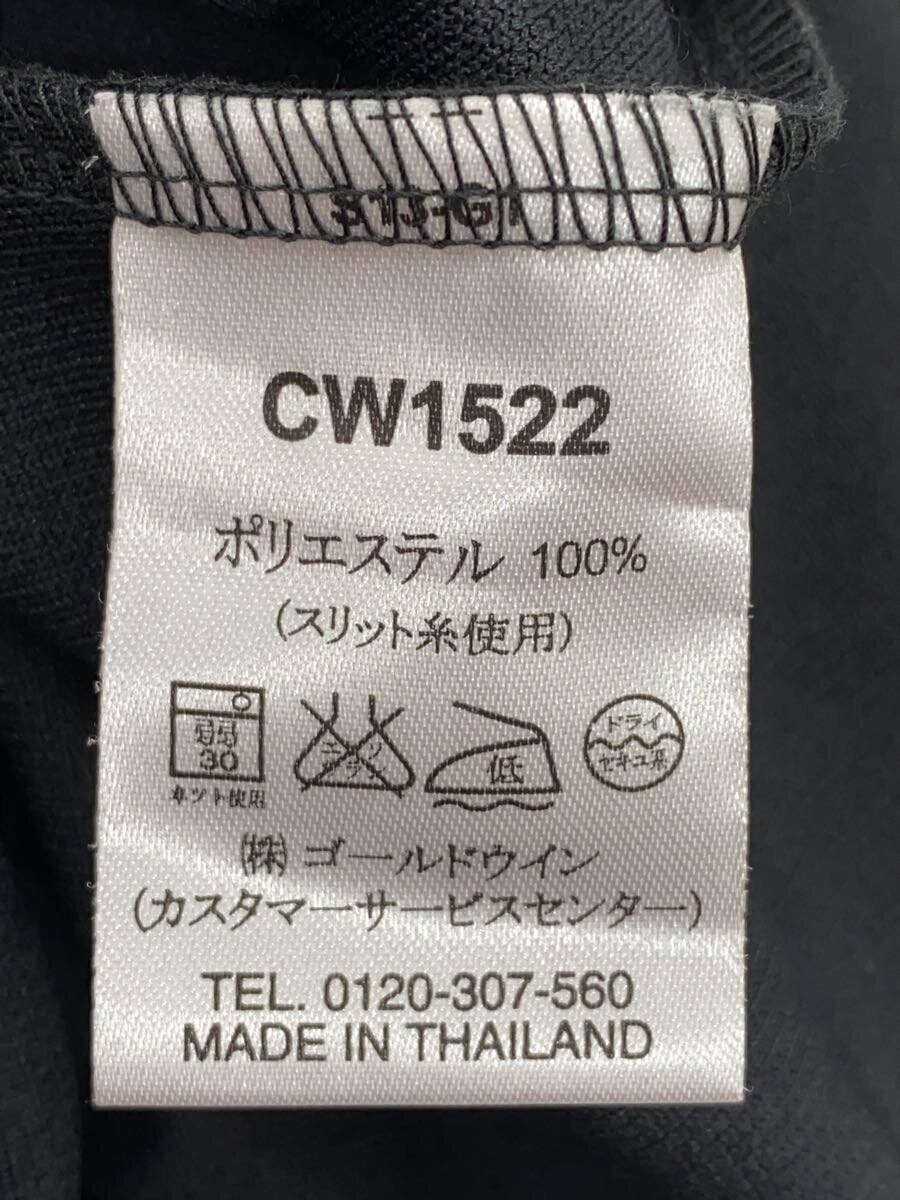 CW1522
ポリエステル 100%
(スリット糸使用)
弱
30
ネット使用
エンソ
低
ドライ
セキユ系
㈱ ゴールドウイン
(カスタマーサービスセンター)
TEL. 0120-307-560
MADE IN THAILAND